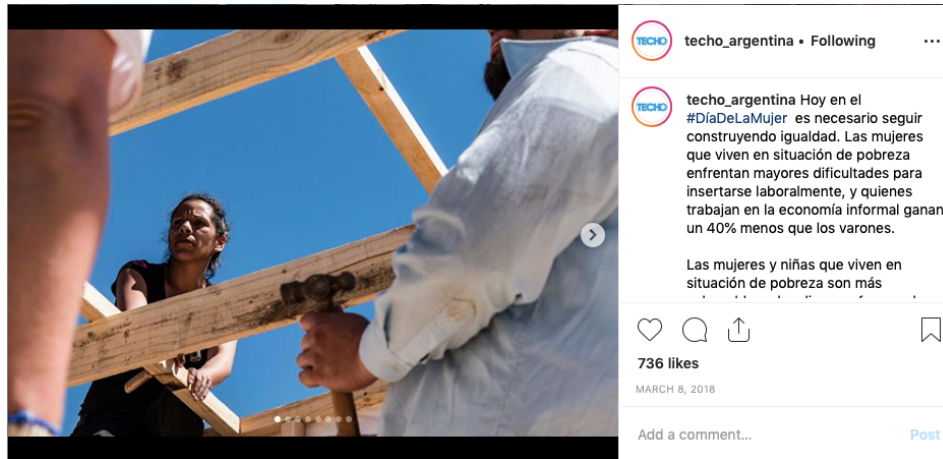 TECHO
techo_argentina • Following
TECHO
techo_argentina Hoy en el
#DíaDeLaMujer es necesario seguir
construyendo igualdad. Las mujeres
que viven en situación de pobreza
enfrentan mayores dificultades para
insertarse laboralmente, y quienes
trabajan en la economía informal ganan
un 40% menos que los varones.
Las mujeres y niñas que viven en
situación de pobreza son más
736 likes
MARCH 8, 2018
Add a comment...
Post